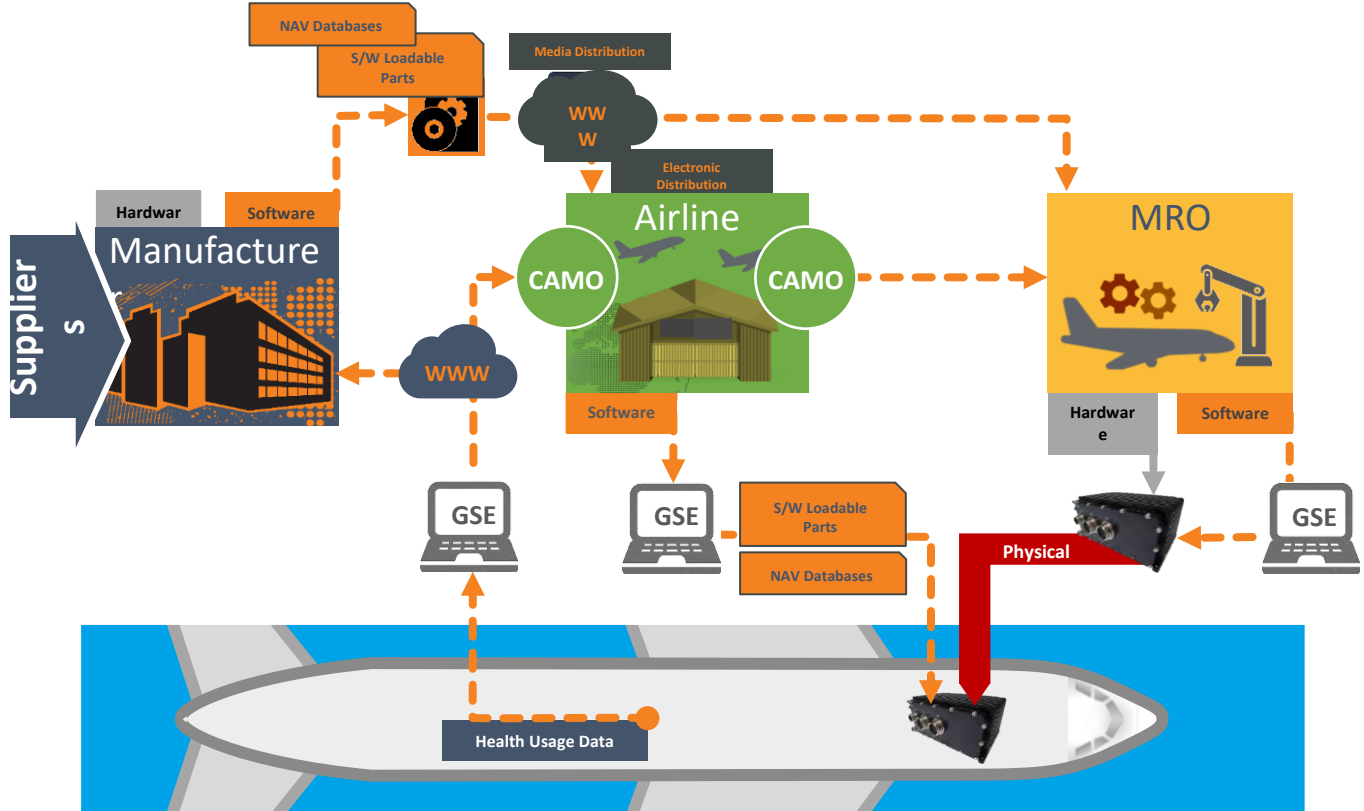 NAV Databases
S/W Loadable
Parts
Media Distribution
WW
W
Electronic
Distribution
Hardwar
Software
Manufacture
r
Supplier
s
Airline
CAMO
CAMO
MRO
WWW
Software
Hardwar
e
Software
GSE
GSE
S/W Loadable
Parts
NAV Databases
GSE
Physical
Health Usage Data